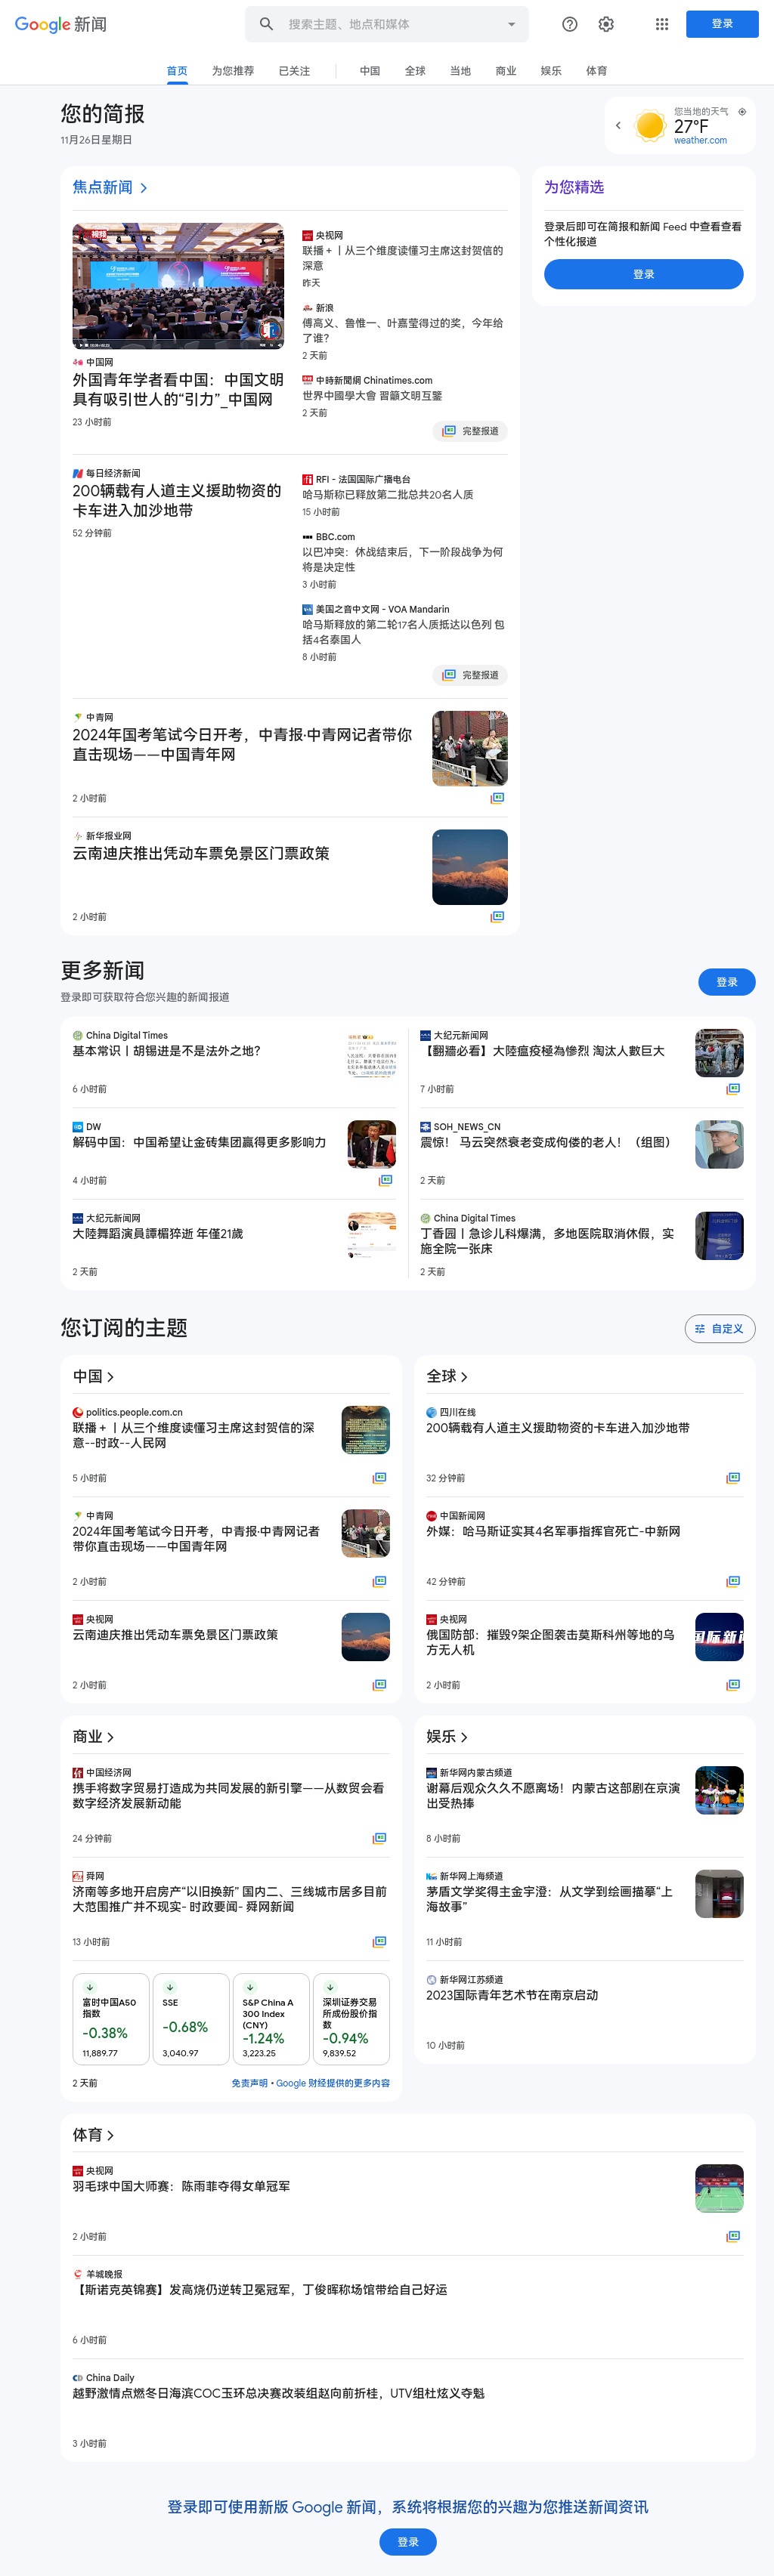 Google 新闻
搜索主题、地点和媒体
登录
首页
为您推荐
已关注
中国
全球
当地
商业
娱乐
体育
您的简报
11月26日星期日
您当地的天气
27°F
weather.com
焦点新闻
中国网
外国青年学者看中国：中国文明
具有吸引世人的“引力”_中国网
23 小时前
央视网
联播＋丨从三个维度读懂习主席这封贺信的
深意
昨天
新浪
傅高义、鲁惟一、叶嘉莹得过的奖，今年给
了谁？
2 天前
中時新聞網 Chinatimes.com
世界中國學大會 習籲文明互鑒
2 天前
完整报道
每日经济新闻
200辆载有人道主义援助物资的
卡车进入加沙地带
52 分钟前
RFI - 法国国际广播电台
哈马斯称已释放第二批总共20名人质
15 小时前
BBC.com
以巴冲突：休战结束后，下一阶段战争为何
将是决定性
3 小时前
美国之音中文网 - VOA Mandarin
哈马斯释放的第二轮17名人质抵达以色列 包
括4名泰国人
8 小时前
完整报道
中青网
2024年国考笔试今日开考，中青报·中青网记者带你
直击现场——中国青年网
2 小时前
新华报业网
云南迪庆推出凭动车票免景区门票政策
2 小时前
为您精选
登录后即可在简报和新闻 Feed 中查看查看
个性化报道
登录
更多新闻
登录即可获取符合您兴趣的新闻报道
登录
China Digital Times
基本常识丨胡锡进是不是法外之地？
6 小时前
DW
解码中国：中国希望让金砖集团赢得更多影响力
4 小时前
大纪元新闻网
大陸舞蹈演員譚楣猝逝 年僅21歲
2 天前
大纪元新闻网
【翻牆必看】大陸瘟疫極為慘烈 淘汰人數巨大
7 小时前
SOH_NEWS_CN
震惊！ 马云突然衰老变成佝偻的老人！（组图）
2 天前
China Digital Times
丁香园丨急诊儿科爆满，多地医院取消休假，实
施全院一张床
2 天前
您订阅的主题
自定义
中国
politics.people.com.cn
联播＋丨从三个维度读懂习主席这封贺信的深
意--时政--人民网
5 小时前
中青网
2024年国考笔试今日开考，中青报·中青网记者
带你直击现场——中国青年网
2 小时前
央视网
云南迪庆推出凭动车票免景区门票政策
2 小时前
全球
四川在线
200辆载有人道主义援助物资的卡车进入加沙地带
32 分钟前
中国新闻网
外媒：哈马斯证实其4名军事指挥官死亡-中新网
42 分钟前
央视网
俄国防部：摧毁9架企图袭击莫斯科州等地的乌
方无人机
2 小时前
国际新闻
商业
中国经济网
携手将数字贸易打造成为共同发展的新引擎——从数贸会看
数字经济发展新动能
24 分钟前
舜网
济南等多地开启房产“以旧换新” 国内二、三线城市居多目前
大范围推广并不现实- 时政要闻- 舜网新闻
13 小时前
富时中国A50
指数
-0.38%
11,889.77
SSE
-0.68%
3,040.97
S&P China A
300 Index
(CNY)
-1.24%
3,223.25
深圳证券交易
所成份股价指
数
-0.94%
9,839.52
2 天前
免责声明 • Google 财经提供的更多内容
娱乐
新华网内蒙古频道
谢幕后观众久久不愿离场！内蒙古这部剧在京演
出受热捧
8 小时前
新华网上海频道
茅盾文学奖得主金宇澄：从文学到绘画描摹“上
海故事”
11 小时前
新华网江苏频道
2023国际青年艺术节在南京启动
10 小时前
体育
央视网
羽毛球中国大师赛：陈雨菲夺得女单冠军
2 小时前
羊城晚报
【斯诺克英锦赛】发高烧仍逆转卫冕冠军，丁俊晖称场馆带给自己好运
6 小时前
China Daily
越野激情点燃冬日海滨COC玉环总决赛改装组赵向前折桂，UTV组杜炫义夺魁
3 小时前
登录即可使用新版 Google 新闻，系统将根据您的兴趣为您推送新闻资讯
登录